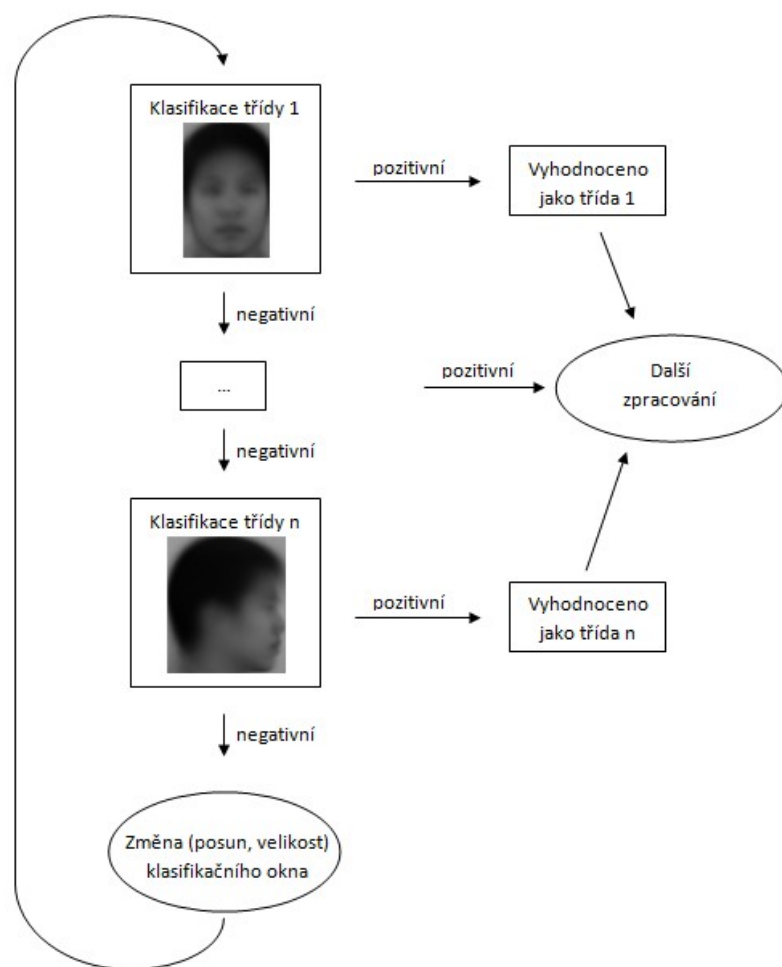 Klasifikace třídy 1
pozitivní
Vyhodnoceno
jako třída 1
negativní
...
pozitivní
Další
zpracování
negativní
Klasifikace třídy n
pozitivní
Vyhodnoceno
jako třída n
negativní
Změna (posun, velikost)
klasifikačního okna